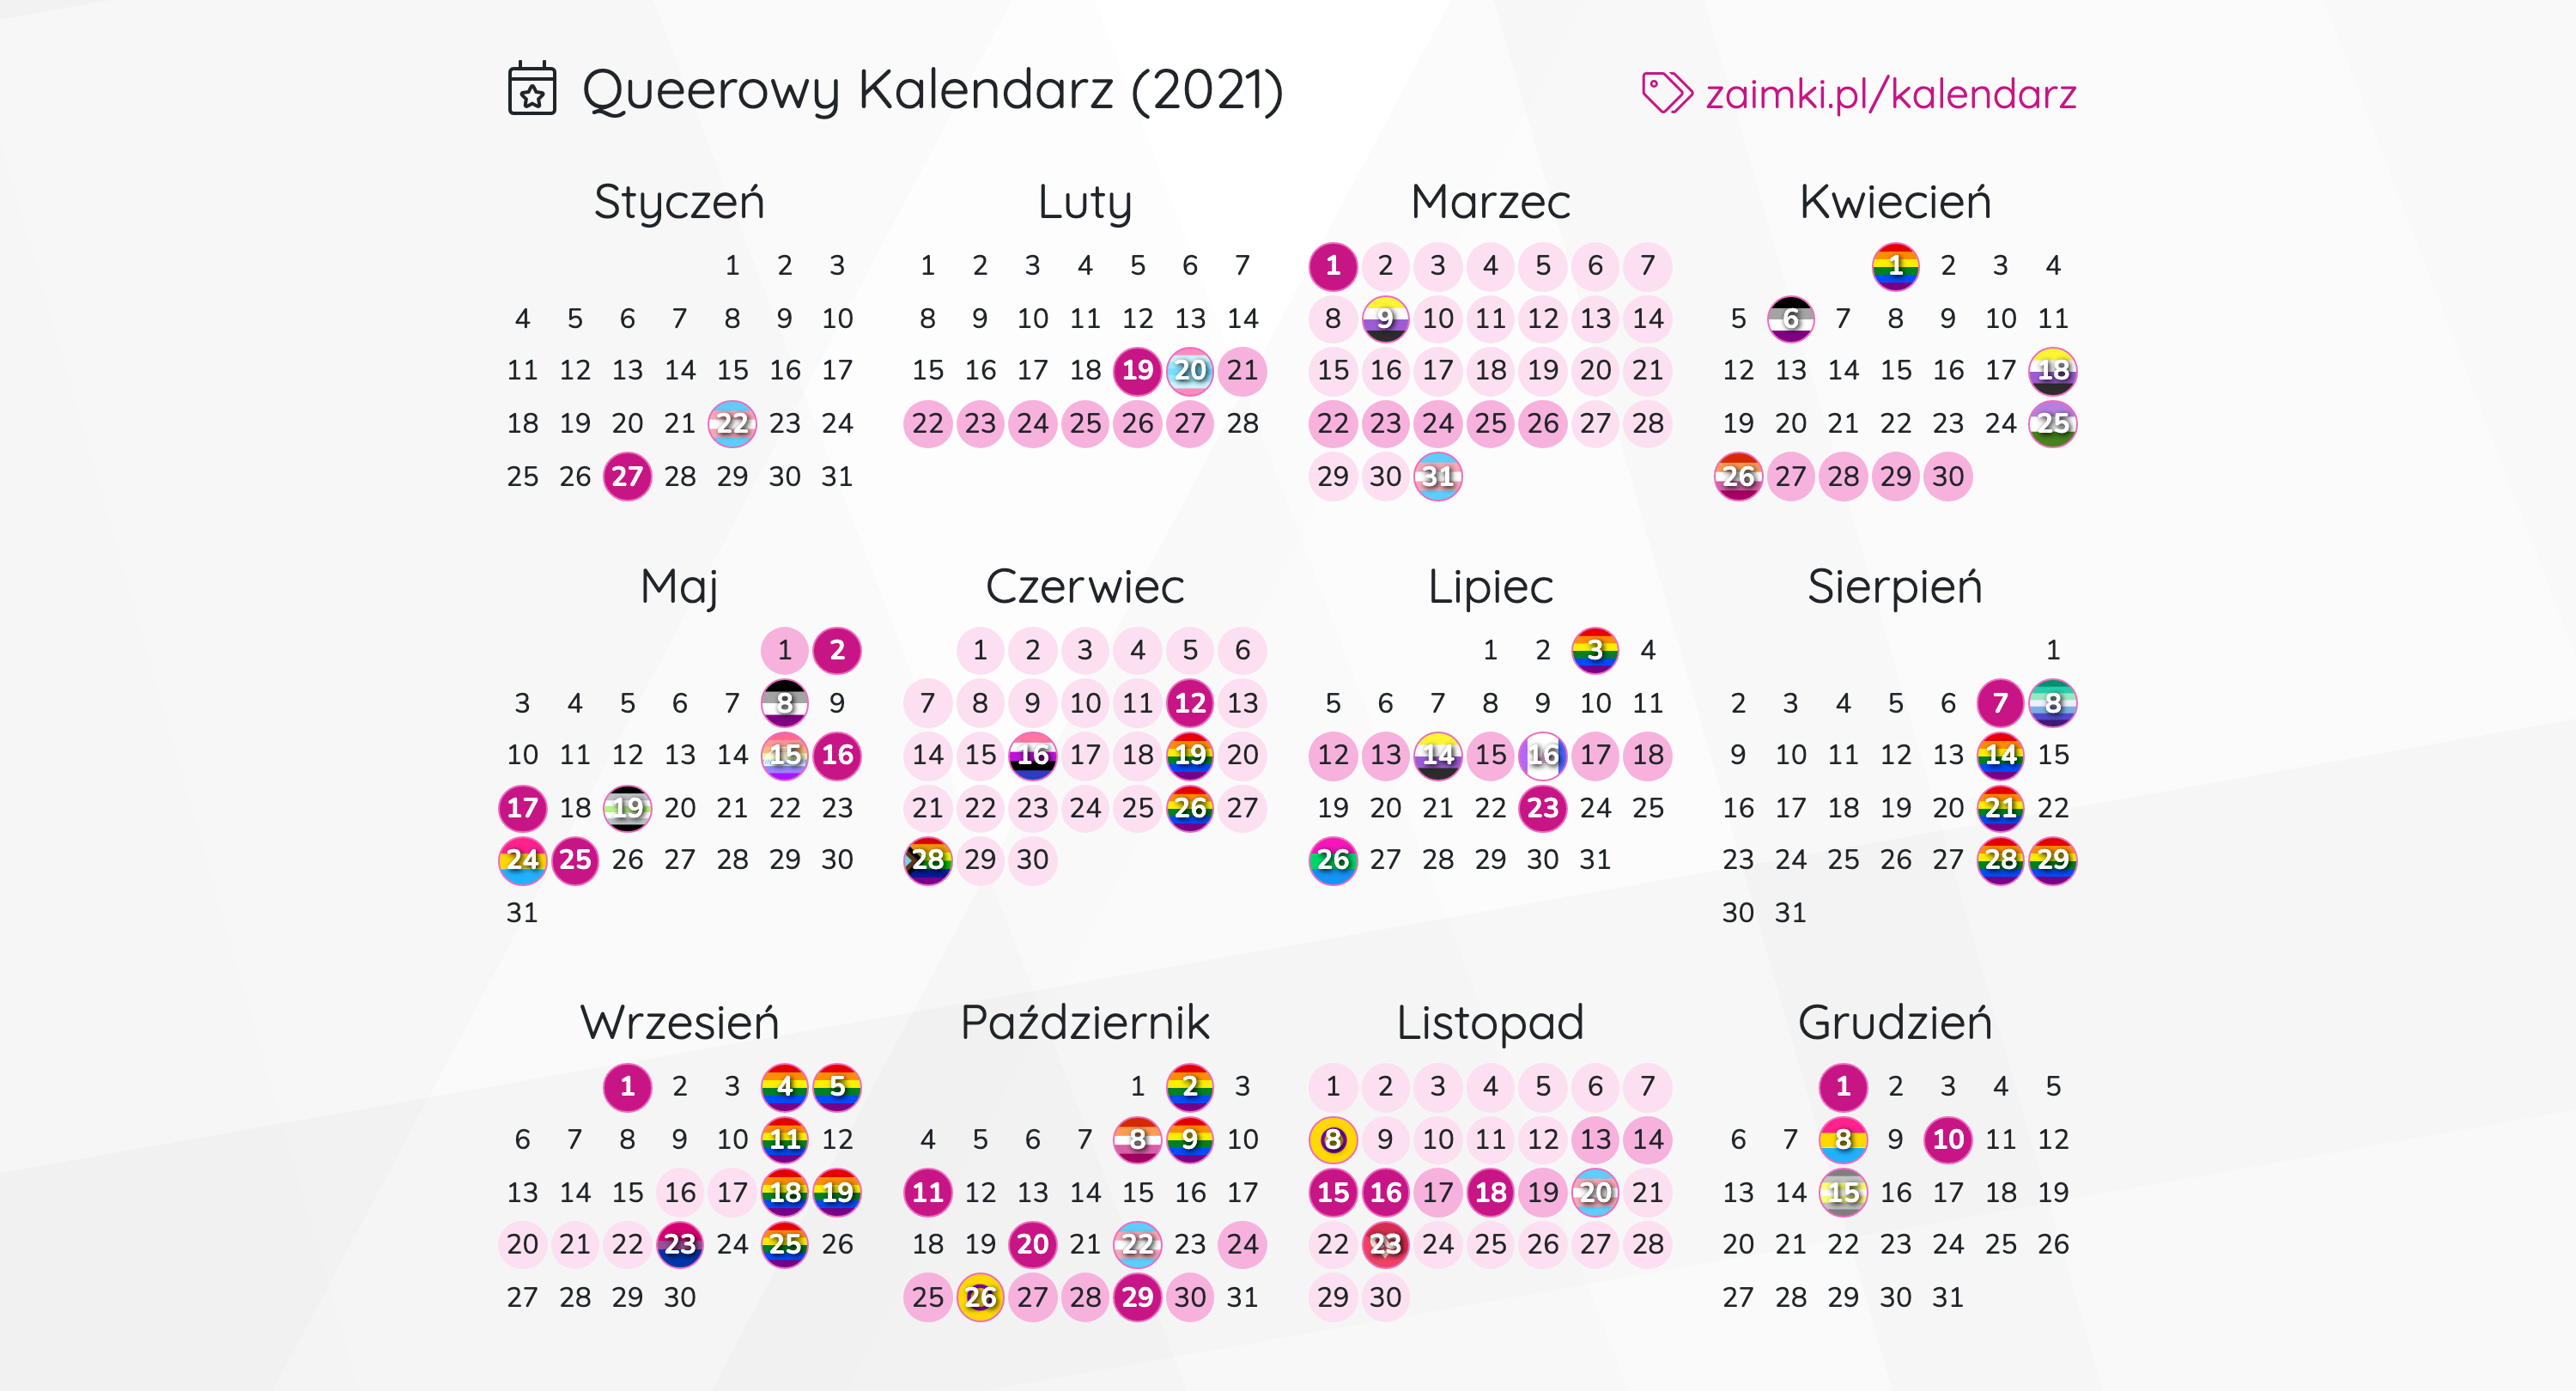 Queerowy Kalendarz (2021)
zaimki.pl/kalendarz
Styczeń
1 2 3
4 5 6 7 8 9 10
11 12 13 14 15 16 17
18 19 20 21 22 23 24
25 26 27 28 29 30 31
Luty
1 2 3 4 5 6 7
8 9 10 11 12 13 14
15 16 17 18 19 20 21
22 23 24 25 26 27 28
Marzec
1 2 3 4 5 6 7
8 9 10 11 12 13 14
15 16 17 18 19 20 21
22 23 24 25 26 27 28
29 30 31
Kwiecień
1 2 3 4
5 6 7 8 9 10 11
12 13 14 15 16 17 18
19 20 21 22 23 24 25
26 27 28 29 30
Maj
1 2
3 4 5 6 7 8 9
10 11 12 13 14 15 16
17 18 19 20 21 22 23
24 25 26 27 28 29 30
31
Czerwiec
1 2 3 4 5 6
7 8 9 10 11 12 13
14 15 16 17 18 19 20
21 22 23 24 25 26 27
28 29 30
Lipiec
1 2 3 4
5 6 7 8 9 10 11
12 13 14 15 16 17 18
19 20 21 22 23 24 25
26 27 28 29 30 31
Sierpień
1
2 3 4 5 6 7 8
9 10 11 12 13 14 15
16 17 18 19 20 21 22
23 24 25 26 27 28 29
30 31
Wrzesień
1 2 3 4 5
6 7 8 9 10 11 12
13 14 15 16 17 18 19
20 21 22 23 24 25 26
27 28 29 30
Październik
1 2 3
4 5 6 7 8 9 10
11 12 13 14 15 16 17
18 19 20 21 22 23 24
25 26 27 28 29 30 31
Listopad
1 2 3 4 5 6 7
8 9 10 11 12 13 14
15 16 17 18 19 20 21
22 23 24 25 26 27 28
29 30
Grudzień
1 2 3 4 5
6 7 8 9 10 11 12
13 14 15 16 17 18 19
20 21 22 23 24 25 26
27 28 29 30 31